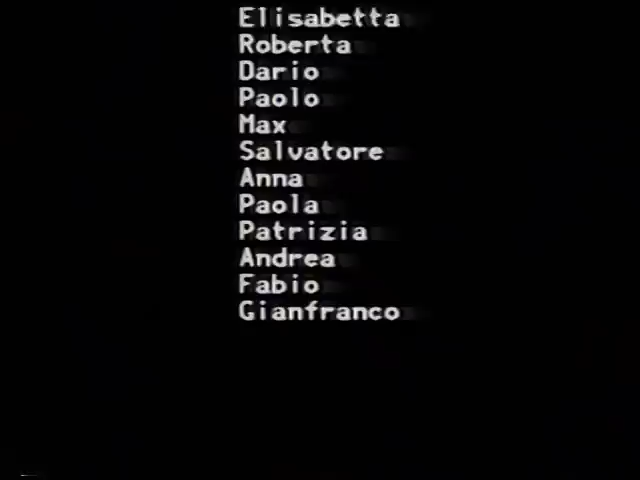 Elisabetta
Roberta
Dario
Paolo
Max
Salvatore
Anna
Paola
Patrizia
Andrea
Fabio
Gianfranco